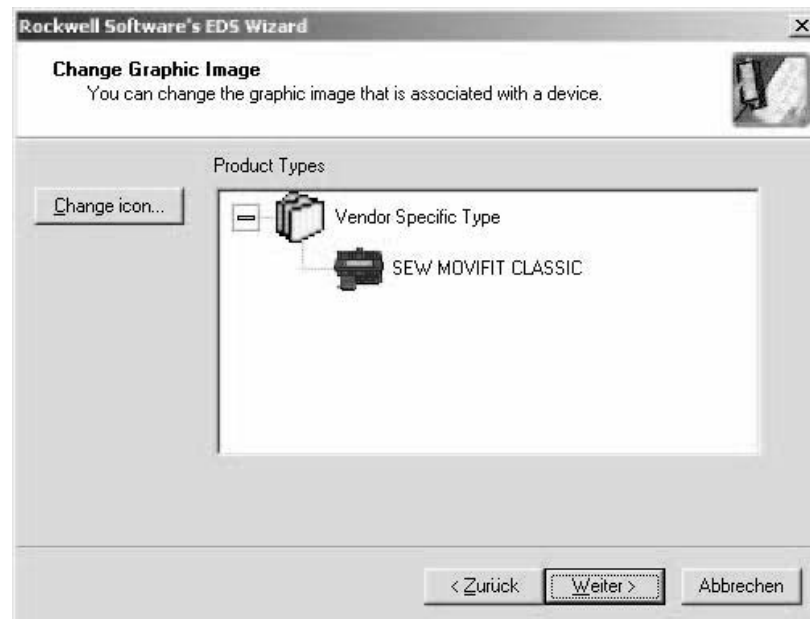 Rockwell Software's EDS Wizard
Change Graphic Image
You can change the graphic image that is associated with a device.
Product Types
Change icon...
Vendor Specific Type
SEW MOVIFIT CLASSIC
< Zurück
Weiter >
Abbrechen